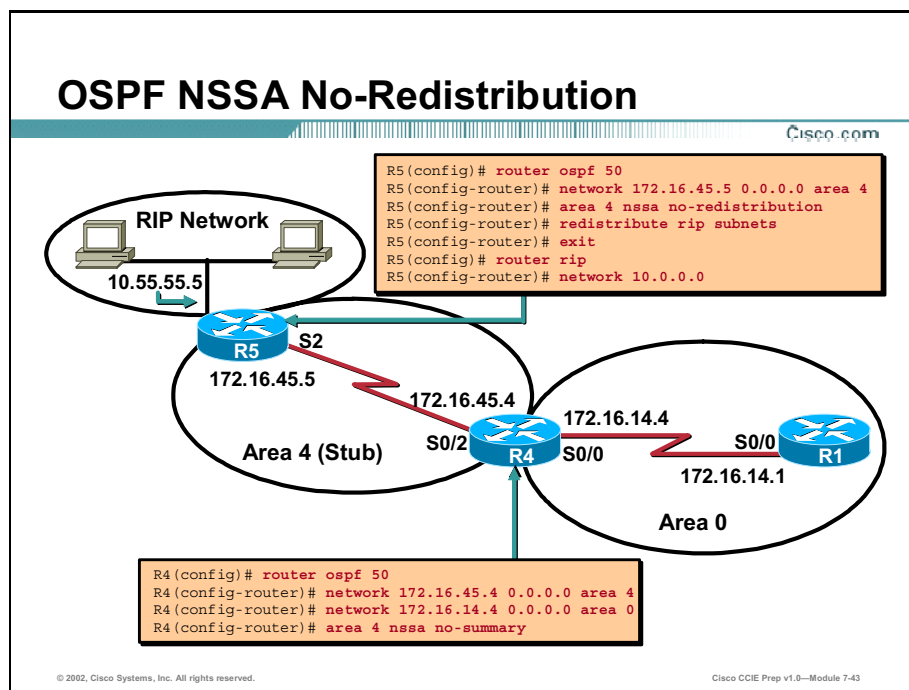 OSPF NSSA No-Redistribution
Cisco.com
R5(config)# router ospf 50
R5(config-router)# network 172.16.45.5 0.0.0.0 area 4
R5(config-router)# area 4 nssa no-redistribution
R5(config-router)# redistribute rip subnets
R5(config-router)# exit
R5(config)# router rip
R5(config-router)# network 10.0.0.0
RIP Network
10.55.55.5
R5
S2
172.16.45.5
172.16.45.4
S0/2
R4
172.16.14.4
S0/0
S0/0
R1
172.16.14.1
Area 4 (Stub)
Area 0
R4(config)# router ospf 50
R4(config-router)# network 172.16.45.4 0.0.0.0 area 4
R4(config-router)# network 172.16.14.4 0.0.0.0 area 0
R4(config-router)# area 4 nssa no-summary
© 2002, Cisco Systems, Inc. All rights reserved.
Cisco CCIE Prep v1.0—Module 7-43